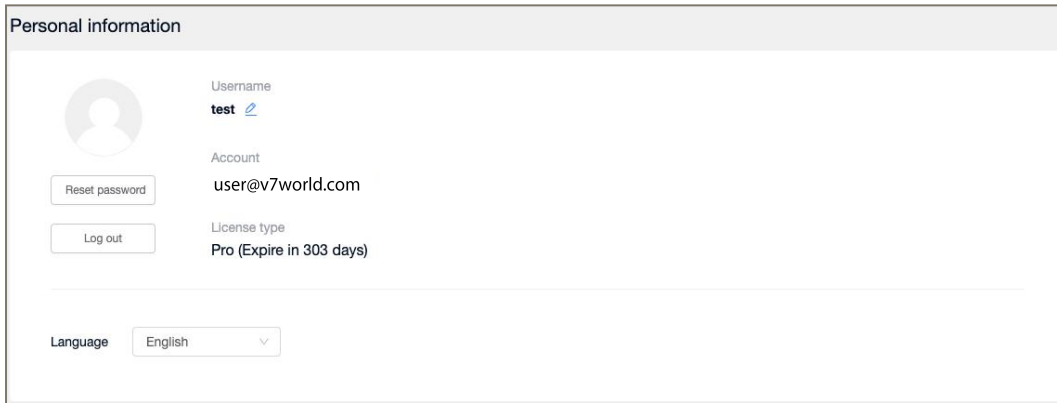 Personal information
Username
test
Account
user@v7world.com
Reset password
License type
Log out
Pro (Expire in 303 days)
Language
English